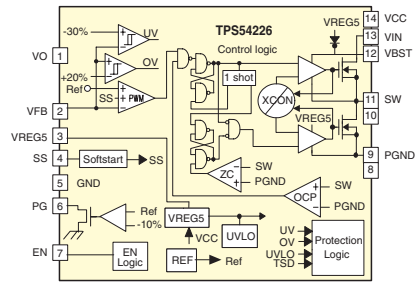 TPS54226
Control logic
-30%
UV
OV
+20%
Ref
SS
PWM
VO
1
VFB
2
VREG5
3
SS
4
Softstart
SS
5
GND
PG
6
Ref
-10%
EN
7
EN
Logic
1 shot
XCON
VREG5
VREG5
14
VCC
13
VIN
12
VBST
11
SW
10
9
PGND
8
ZC
SW
PGND
OCP
SW
PGND
VREG5
VCC
UVLO
REF
Ref
UV
OV
UVLO
TSD
Protection
Logic